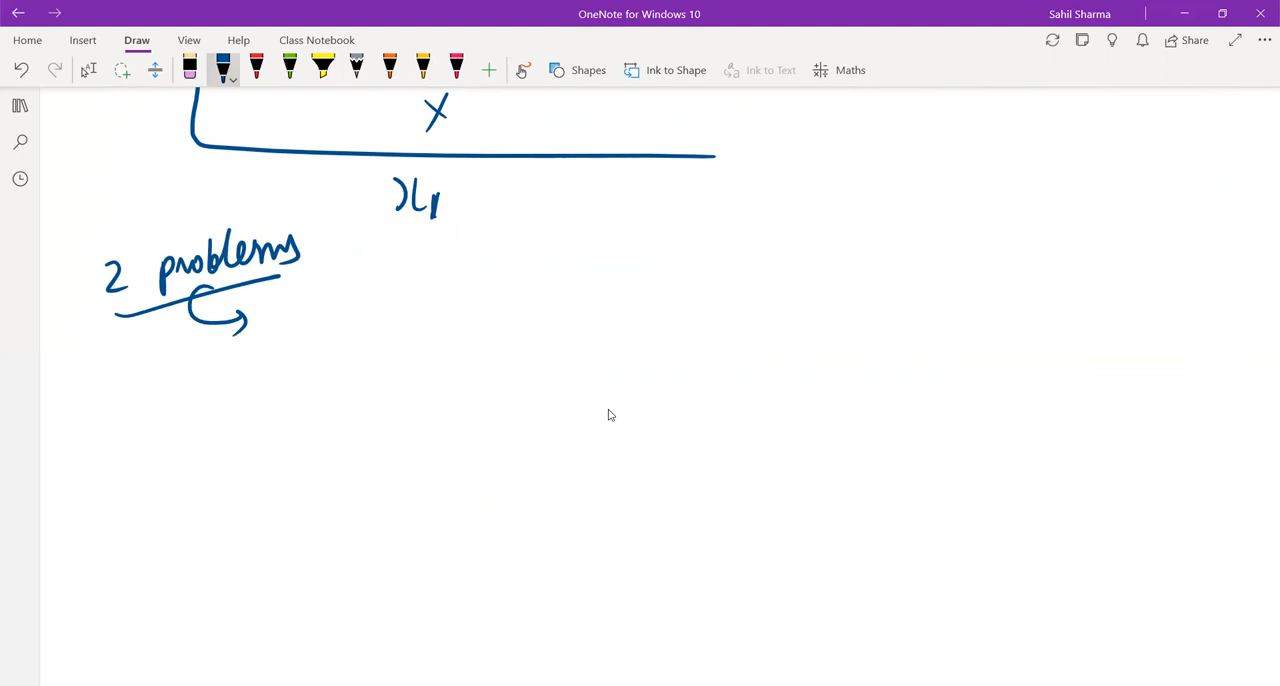 OneNote for Windows 10
Sahil Sharma
Home Insert Draw View Help Class Notebook
Share
Shapes Ink to Shape Ink to Text Maths
X
x1
2 problems